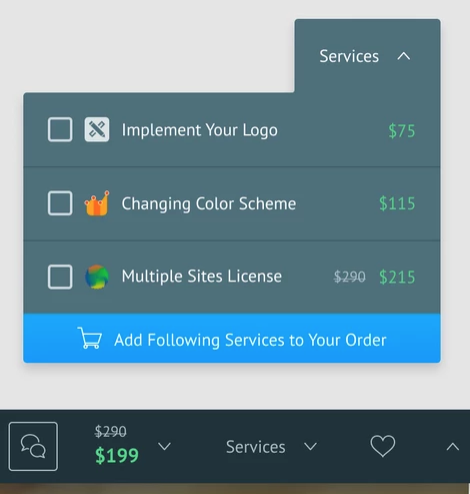 Services
Implement Your Logo $75
Changing Color Scheme $115
Multiple Sites License $290 $215
Add Following Services to Your Order
$290
$199 Services